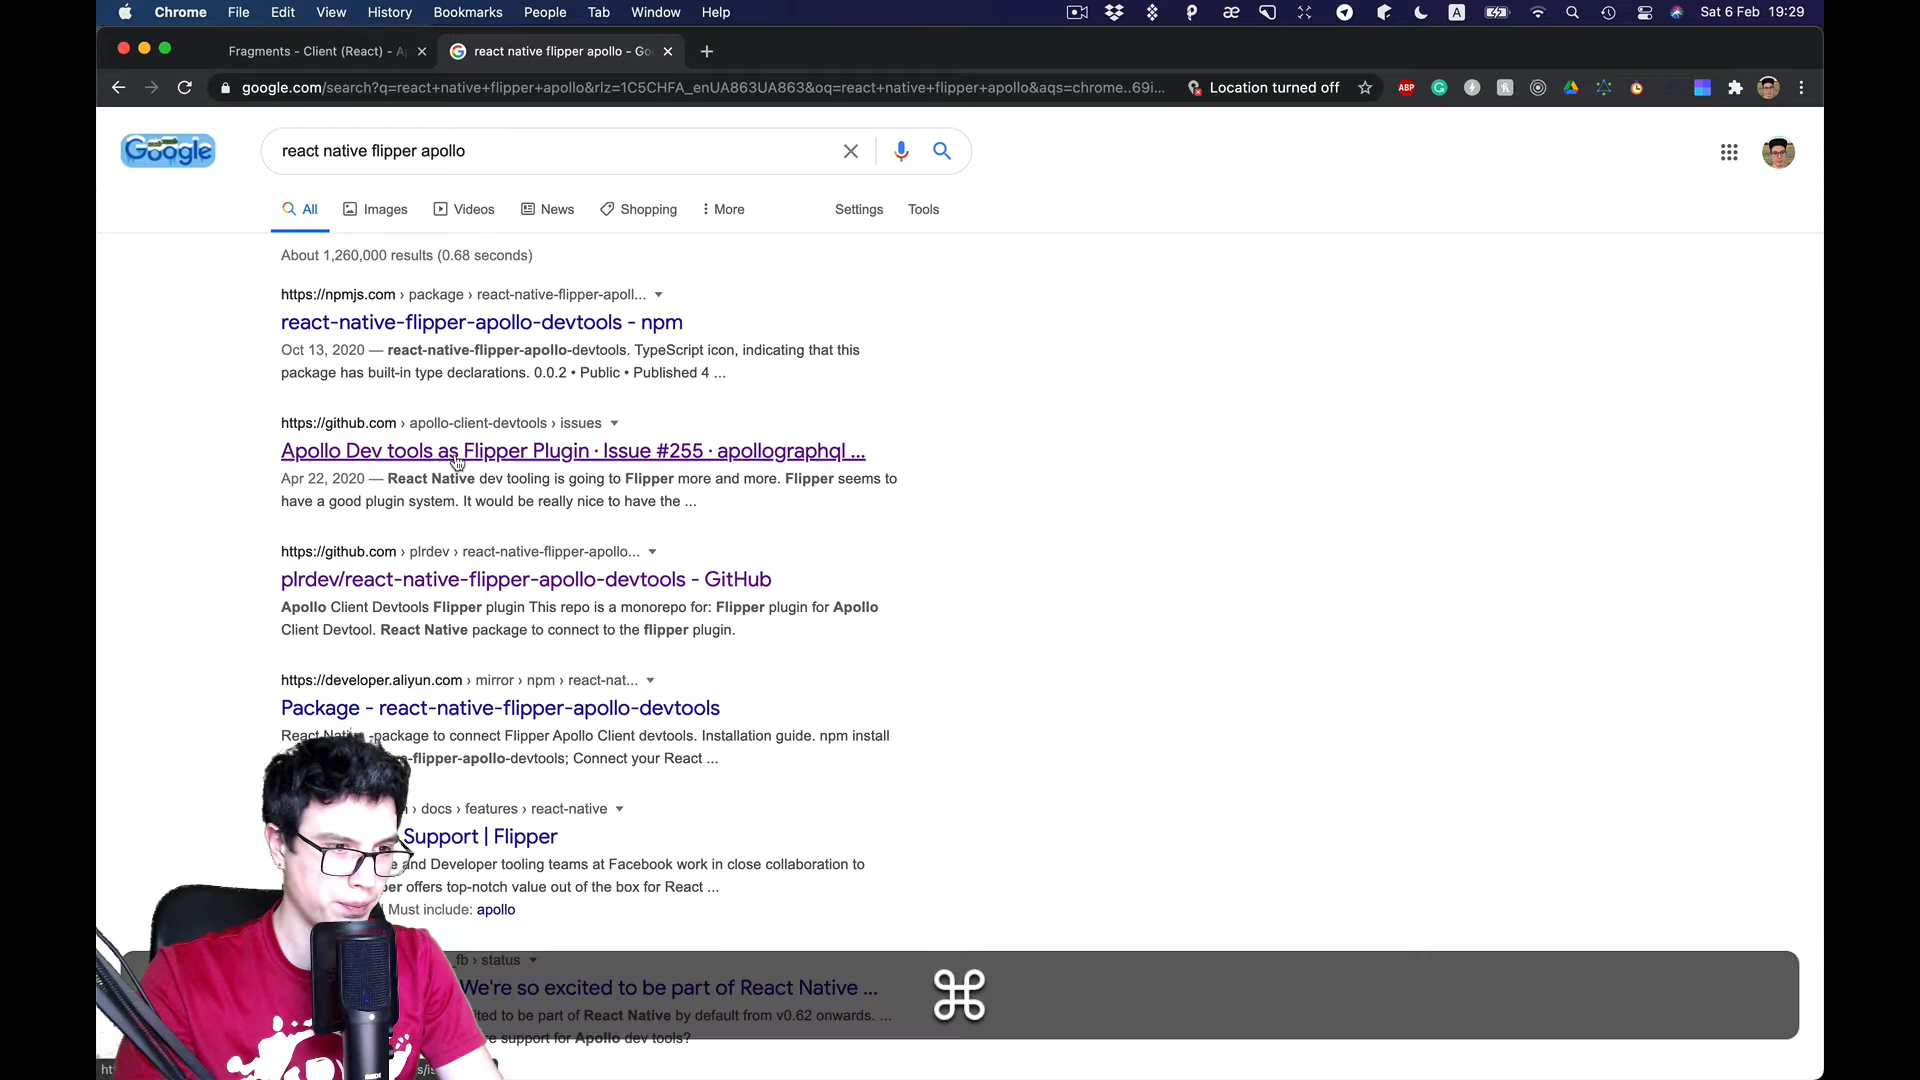 Chrome File Edit View History Bookmarks People Tab Window Help
A
Sat 6 Feb 19:29
Fragments - Client (React) - A
react native flipper apollo - Go
google.com/search?q=react+native+flipper+apollo&rlz=1C5CHFA_enUA863UA863&oq=react+native+flipper+apollo&aqs=chrome..69i...
Location turned off
ABP
Google
react native flipper apollo
All Images Videos News Shopping More Settings Tools
About 1,260,000 results (0.68 seconds)
https://npmjs.com › package › react-native-flipper-apoll...
react-native-flipper-apollo-devtools - npm
Oct 13, 2020 — react-native-flipper-apollo-devtools. TypeScript icon, indicating that this
package has built-in type declarations. 0.0.2 • Public • Published 4 ...
https://github.com › apollo-client-devtools › issues
Apollo Dev tools as Flipper Plugin · Issue #255 · apollographql ...
Apr 22, 2020 — React Native dev tooling is going to Flipper more and more. Flipper seems to
have a good plugin system. It would be really nice to have the ...
https://github.com › plrdev › react-native-flipper-apollo...
plrdev/react-native-flipper-apollo-devtools - GitHub
Apollo Client Devtools Flipper plugin This repo is a monorepo for: Flipper plugin for Apollo
Client Devtool. React Native package to connect to the flipper plugin.
https://developer.aliyun.com › mirror › npm › react-nat...
Package - react-native-flipper-apollo-devtools
React Native -package to connect Flipper Apollo Client devtools. Installation guide. npm install
-flipper-apollo-devtools; Connect your React ...
› docs › features › react-native
Support | Flipper
and Developer tooling teams at Facebook work in close collaboration to
offers top-notch value out of the box for React ...
Must include: apollo
_fb › status
We're so excited to be part of React Native ...
to be part of React Native by default from v0.62 onwards. ...
support for Apollo dev tools?
⌘